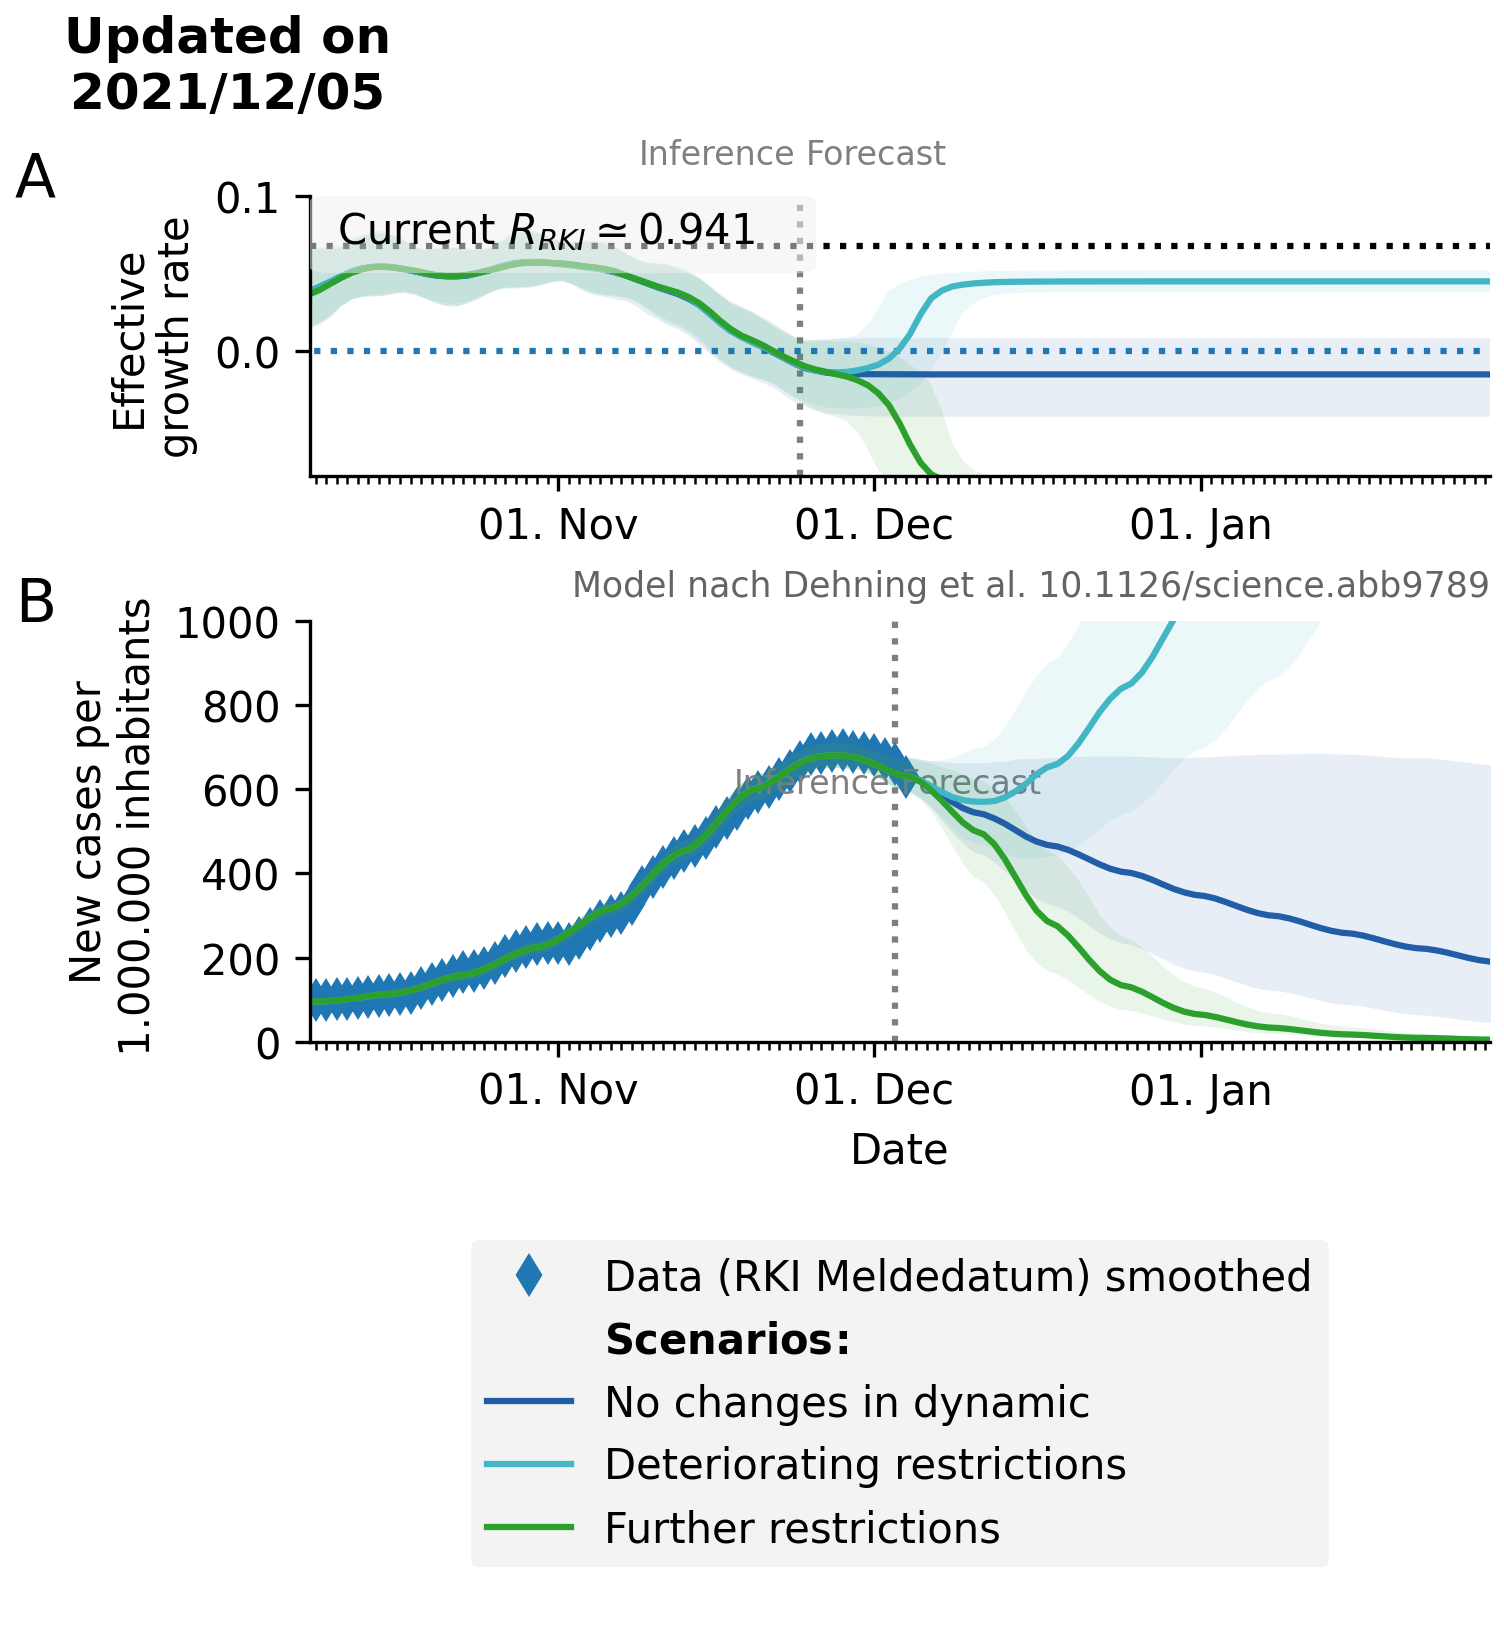 Updated on
2021/12/05
A
Inference Forecast
Effective
growth rate
0.1
0.0
Current R_RKI ≃ 0.941
01. Nov
01. Dec
01. Jan
B
Model nach Dehning et al. 10.1126/science.abb9789
New cases per
1.000.000 inhabitants
1000
800
600
400
200
0
Inference Forecast
01. Nov
01. Dec
01. Jan
Date
Data (RKI Meldedatum) smoothed
Scenarios:
No changes in dynamic
Deteriorating restrictions
Further restrictions